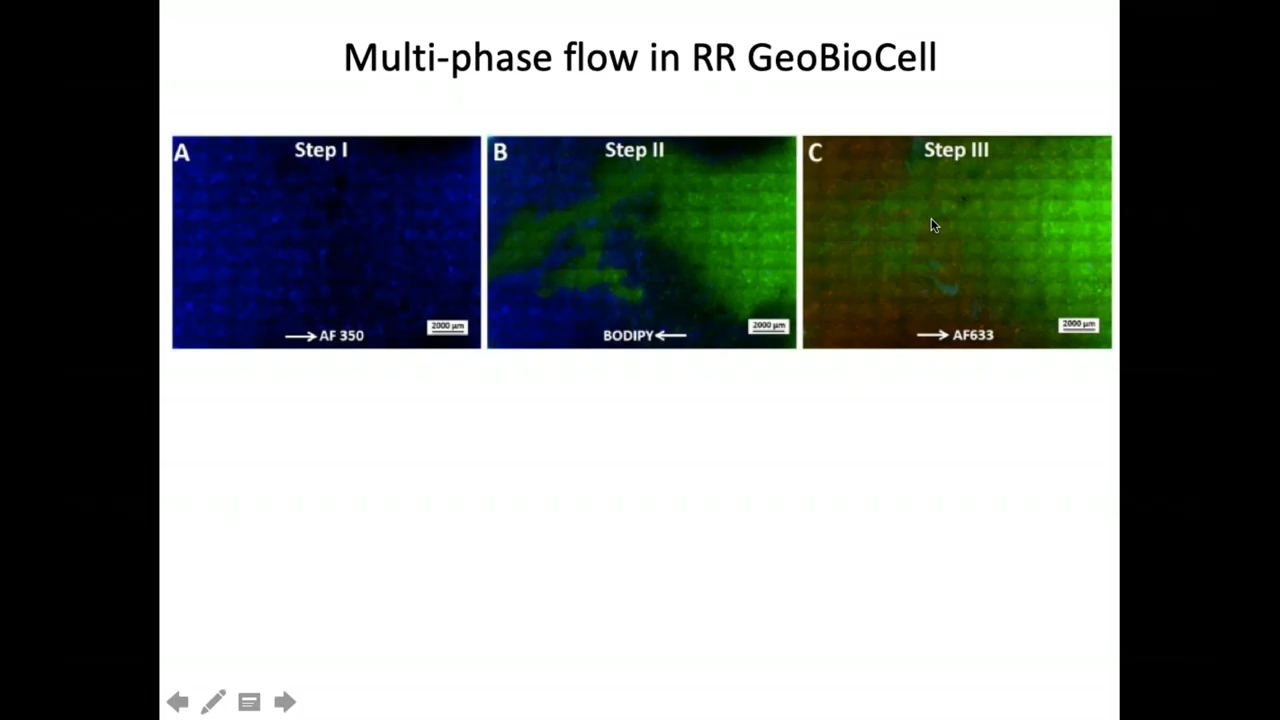 Multi-phase flow in RR GeoBioCell
A
Step I
AF 350
2000 µm
B
Step II
BODIPY
2000 µm
C
Step III
AF633
2000 µm